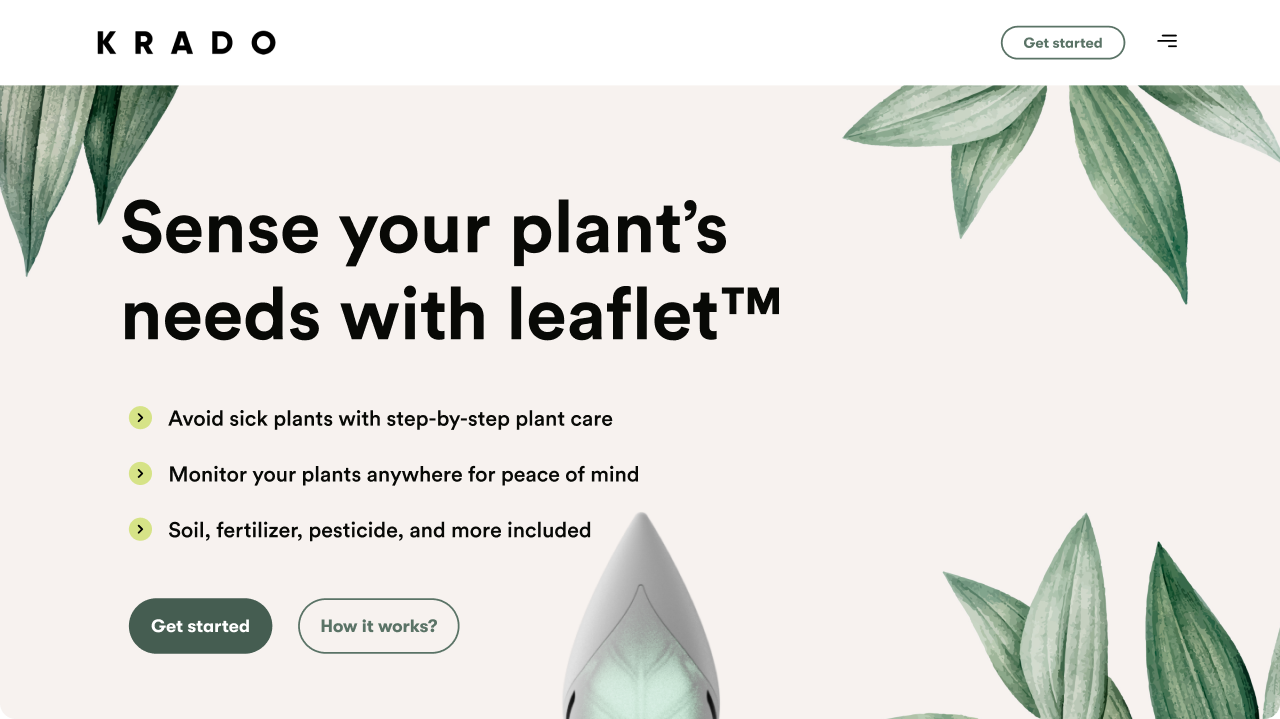 KRADO
Get started
Sense your plant’s
needs with leaflet™
Avoid sick plants with step-by-step plant care
Monitor your plants anywhere for peace of mind
Soil, fertilizer, pesticide, and more included
Get started
How it works?